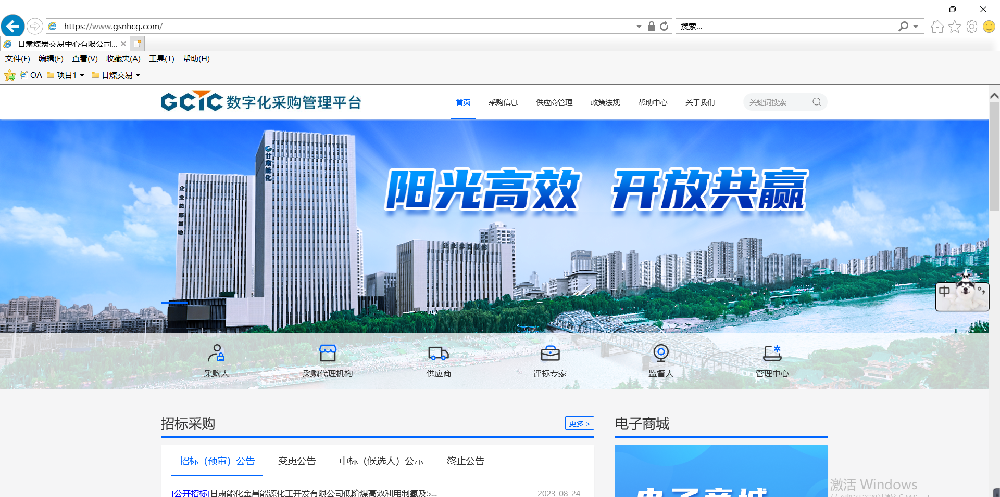 https://www.gsnhcg.com/
搜索...
甘肃煤炭交易中心有限公司...
文件(F) 编辑(E) 查看(V) 收藏夹(A) 工具(T) 帮助(H)
OA 项目1 甘煤交易
GCTC 数字化采购管理平台
首页 采购信息 供应商管理 政策法规 帮助中心 关于我们 关键词搜索
甘肃能化
企业总部基地
阳光高效 开放共赢
中
采购人 采购代理机构 供应商 评标专家 监督人 管理中心
招标采购 更多 > 电子商城
招标（预审）公告 变更公告 中标（候选人）公示 终止公告
[公开招标]甘肃能化金昌能源化工开发有限公司低阶煤高效利用制氢及5... 2023-08-24
电子商城
激活 Windows